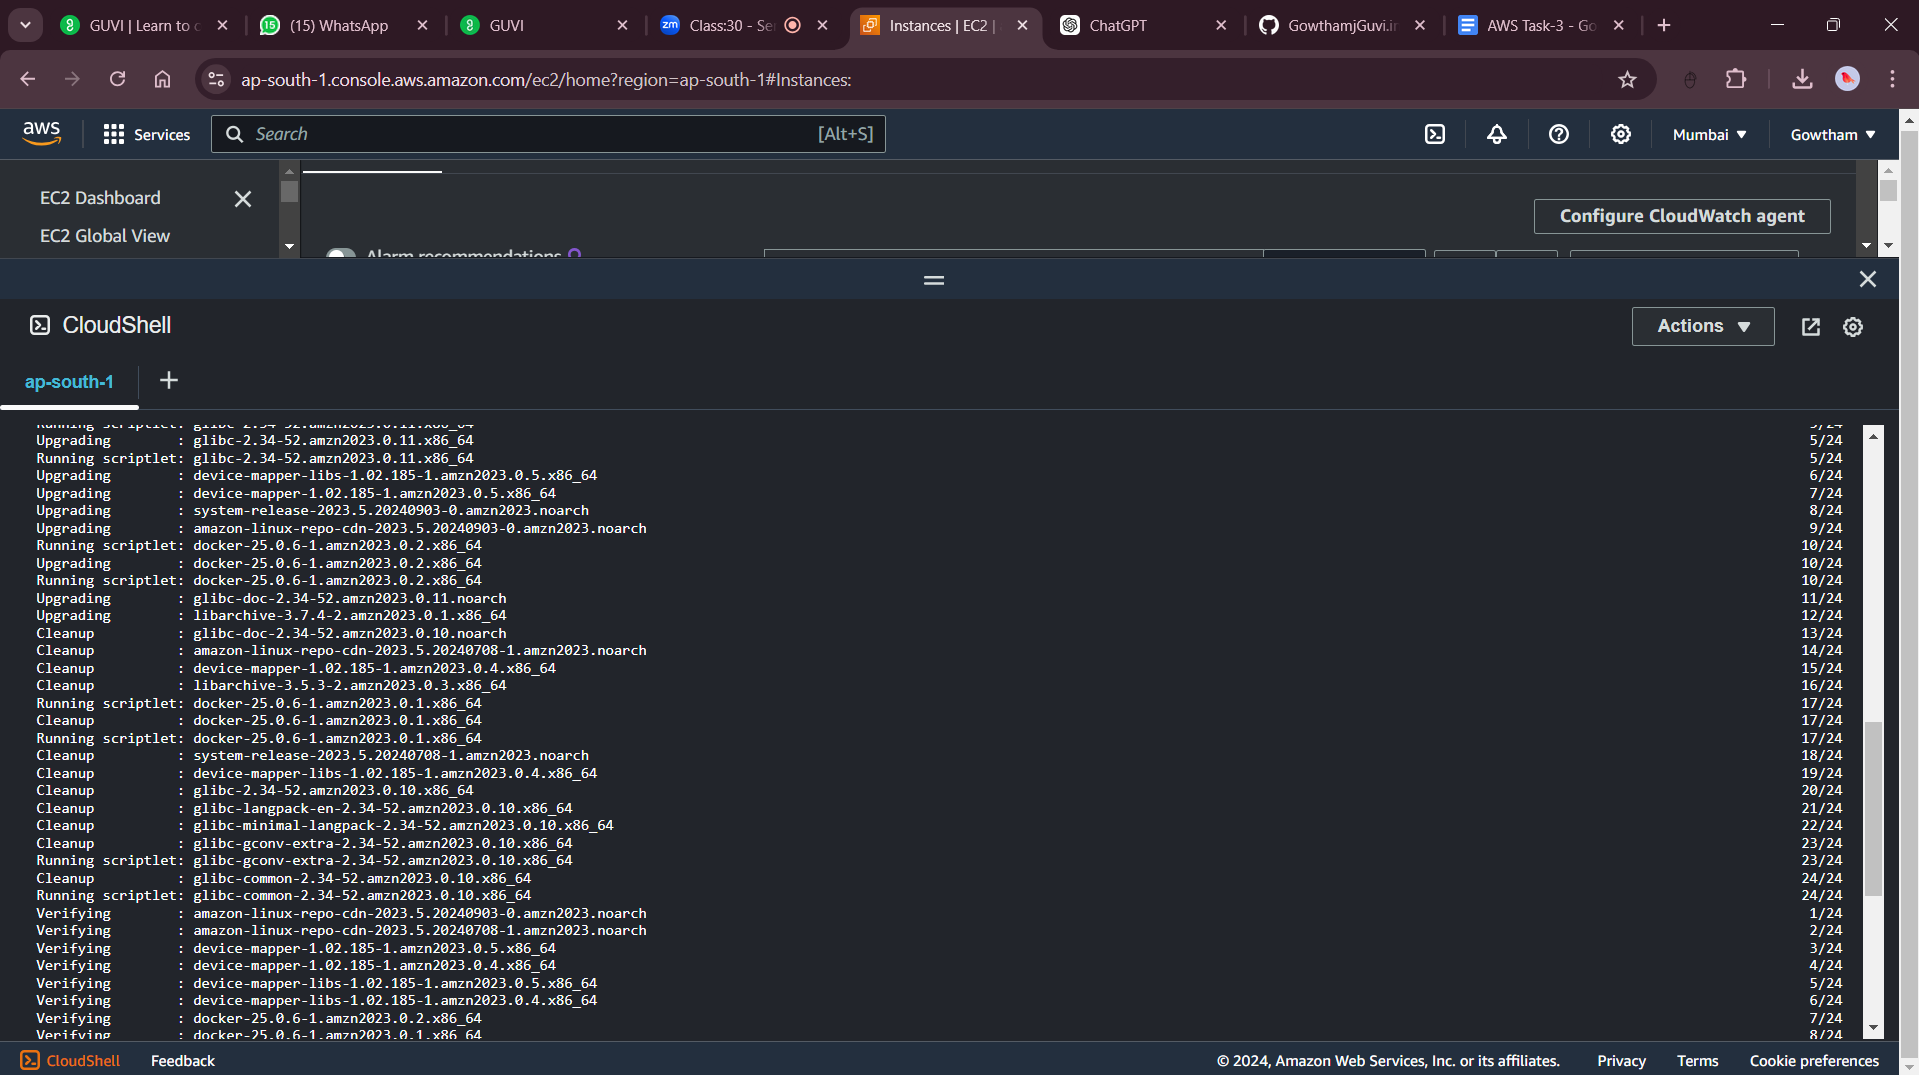 GUVI | Learn to c
(15) WhatsApp
GUVI
zm Class:30 - Se
Instances | EC2 |
ChatGPT
GowthamjGuvi.in
AWS Task-3 - Go
ap-south-1.console.aws.amazon.com/ec2/home?region=ap-south-1#Instances:
aws Services Search [Alt+S] Mumbai Gowtham
EC2 Dashboard
EC2 Global View
Configure CloudWatch agent
Alarm recommendations
CloudShell
Actions
ap-south-1
Running scriptlet: glibc-2.34-52.amzn2023.0.11.x86_64 5/24
Upgrading : glibc-2.34-52.amzn2023.0.11.x86_64 5/24
Running scriptlet: glibc-2.34-52.amzn2023.0.11.x86_64 5/24
Upgrading : device-mapper-libs-1.02.185-1.amzn2023.0.5.x86_64 6/24
Upgrading : device-mapper-1.02.185-1.amzn2023.0.5.x86_64 7/24
Upgrading : system-release-2023.5.20240903-0.amzn2023.noarch 8/24
Upgrading : amazon-linux-repo-cdn-2023.5.20240903-0.amzn2023.noarch 9/24
Running scriptlet: docker-25.0.6-1.amzn2023.0.2.x86_64 10/24
Upgrading : docker-25.0.6-1.amzn2023.0.2.x86_64 10/24
Running scriptlet: docker-25.0.6-1.amzn2023.0.2.x86_64 10/24
Upgrading : glibc-doc-2.34-52.amzn2023.0.11.noarch 11/24
Upgrading : libarchive-3.7.4-2.amzn2023.0.1.x86_64 12/24
Cleanup : glibc-doc-2.34-52.amzn2023.0.10.noarch 13/24
Cleanup : amazon-linux-repo-cdn-2023.5.20240708-1.amzn2023.noarch 14/24
Cleanup : device-mapper-1.02.185-1.amzn2023.0.4.x86_64 15/24
Cleanup : libarchive-3.5.3-2.amzn2023.0.3.x86_64 16/24
Running scriptlet: docker-25.0.6-1.amzn2023.0.1.x86_64 17/24
Cleanup : docker-25.0.6-1.amzn2023.0.1.x86_64 17/24
Running scriptlet: docker-25.0.6-1.amzn2023.0.1.x86_64 17/24
Cleanup : system-release-2023.5.20240708-1.amzn2023.noarch 18/24
Cleanup : device-mapper-libs-1.02.185-1.amzn2023.0.4.x86_64 19/24
Cleanup : glibc-2.34-52.amzn2023.0.10.x86_64 20/24
Cleanup : glibc-langpack-en-2.34-52.amzn2023.0.10.x86_64 21/24
Cleanup : glibc-minimal-langpack-2.34-52.amzn2023.0.10.x86_64 22/24
Cleanup : glibc-gconv-extra-2.34-52.amzn2023.0.10.x86_64 23/24
Running scriptlet: glibc-gconv-extra-2.34-52.amzn2023.0.10.x86_64 23/24
Cleanup : glibc-common-2.34-52.amzn2023.0.10.x86_64 24/24
Running scriptlet: glibc-common-2.34-52.amzn2023.0.10.x86_64 24/24
Verifying : amazon-linux-repo-cdn-2023.5.20240903-0.amzn2023.noarch 1/24
Verifying : amazon-linux-repo-cdn-2023.5.20240708-1.amzn2023.noarch 2/24
Verifying : device-mapper-1.02.185-1.amzn2023.0.5.x86_64 3/24
Verifying : device-mapper-1.02.185-1.amzn2023.0.4.x86_64 4/24
Verifying : device-mapper-libs-1.02.185-1.amzn2023.0.5.x86_64 5/24
Verifying : device-mapper-libs-1.02.185-1.amzn2023.0.4.x86_64 6/24
Verifying : docker-25.0.6-1.amzn2023.0.2.x86_64 7/24
Verifying : docker-25.0.6-1.amzn2023.0.1.x86_64 8/24
CloudShell Feedback © 2024, Amazon Web Services, Inc. or its affiliates. Privacy Terms Cookie preferences